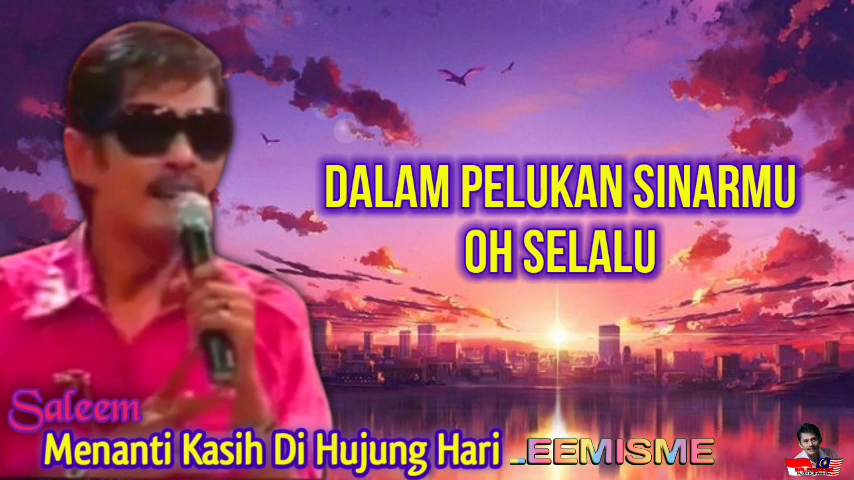 DALAM PELUKAN SINARMU
OH SELALU
Saleem
Menanti Kasih Di Hujung Hari
EEMISME